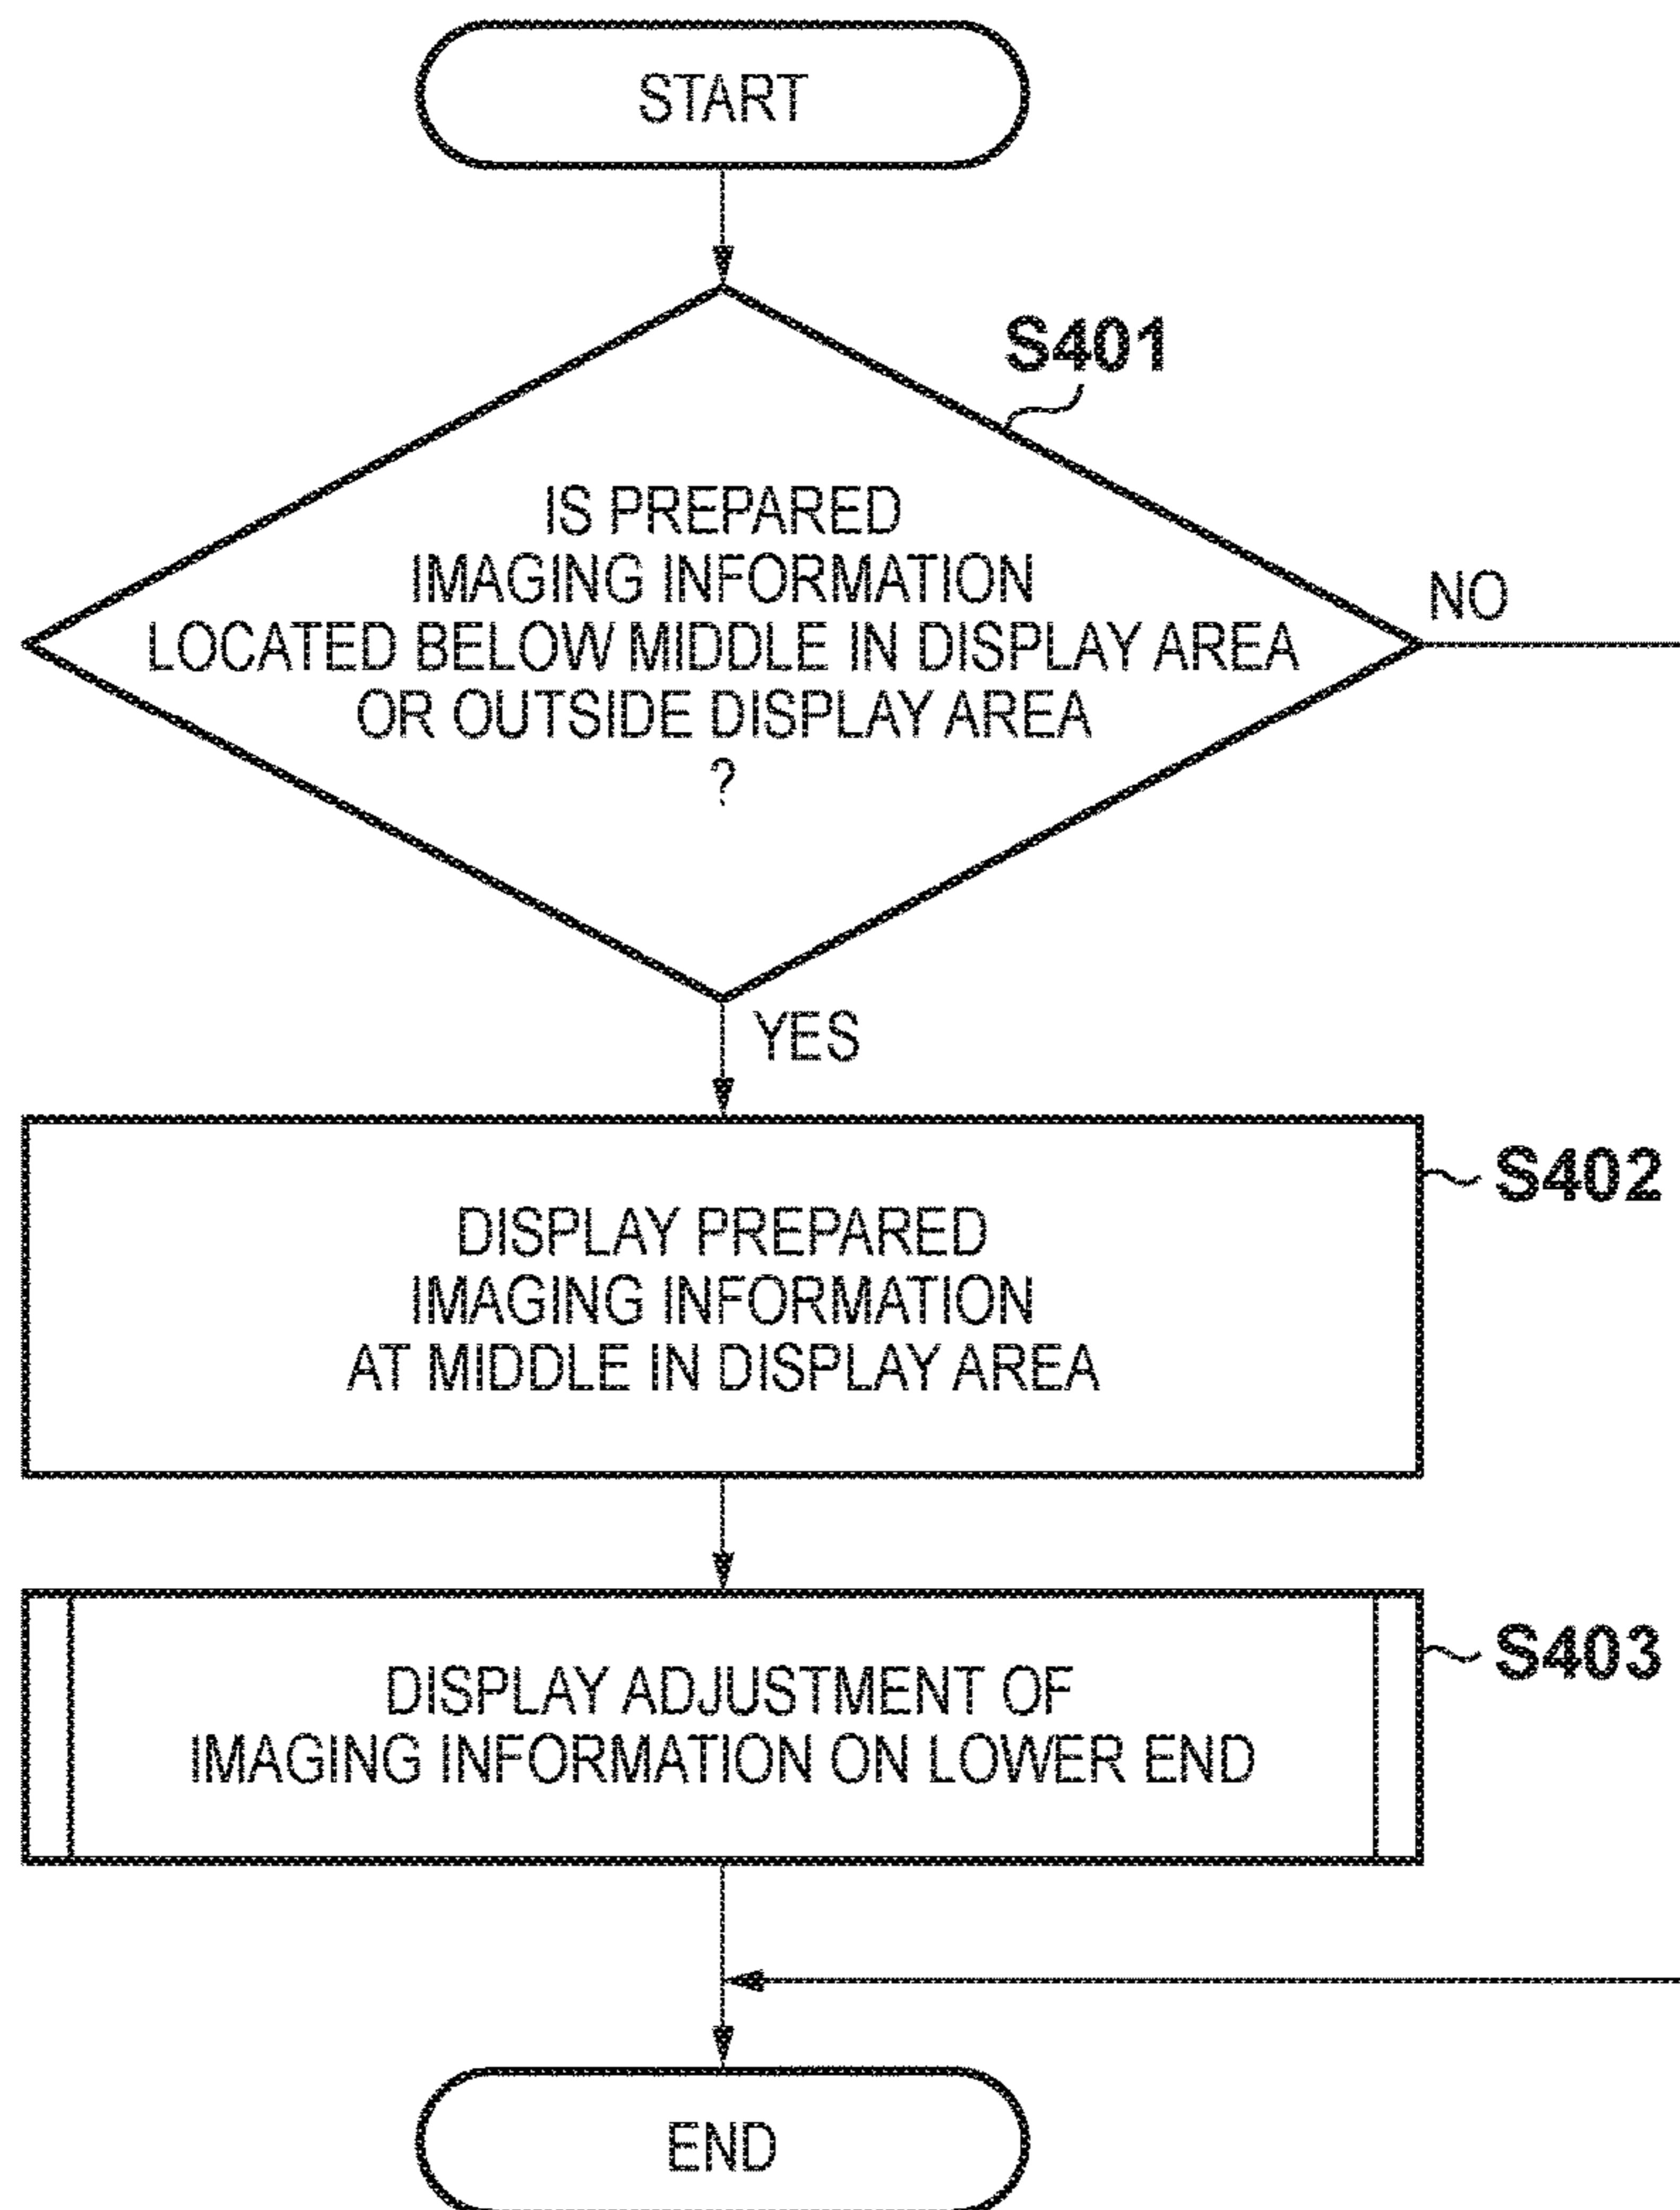 START
S401
IS PREPARED
IMAGING INFORMATION
LOCATED BELOW MIDDLE IN DISPLAY AREA
OR OUTSIDE DISPLAY AREA
?
NO
YES
S402
DISPLAY PREPARED
IMAGING INFORMATION
AT MIDDLE IN DISPLAY AREA
S403
DISPLAY ADJUSTMENT OF
IMAGING INFORMATION ON LOWER END
END